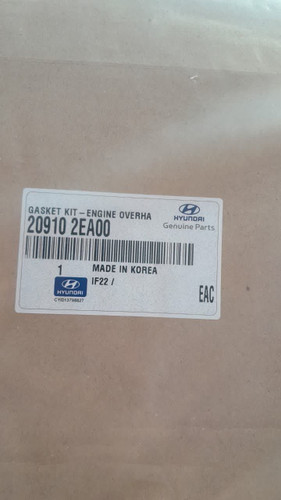 GASKET KIT-ENGINE OVERHA
20910 2EA00
HYUNDAI
Genuine Parts
1 MADE IN KOREA
IF22 /
HYUNDAI
EAC